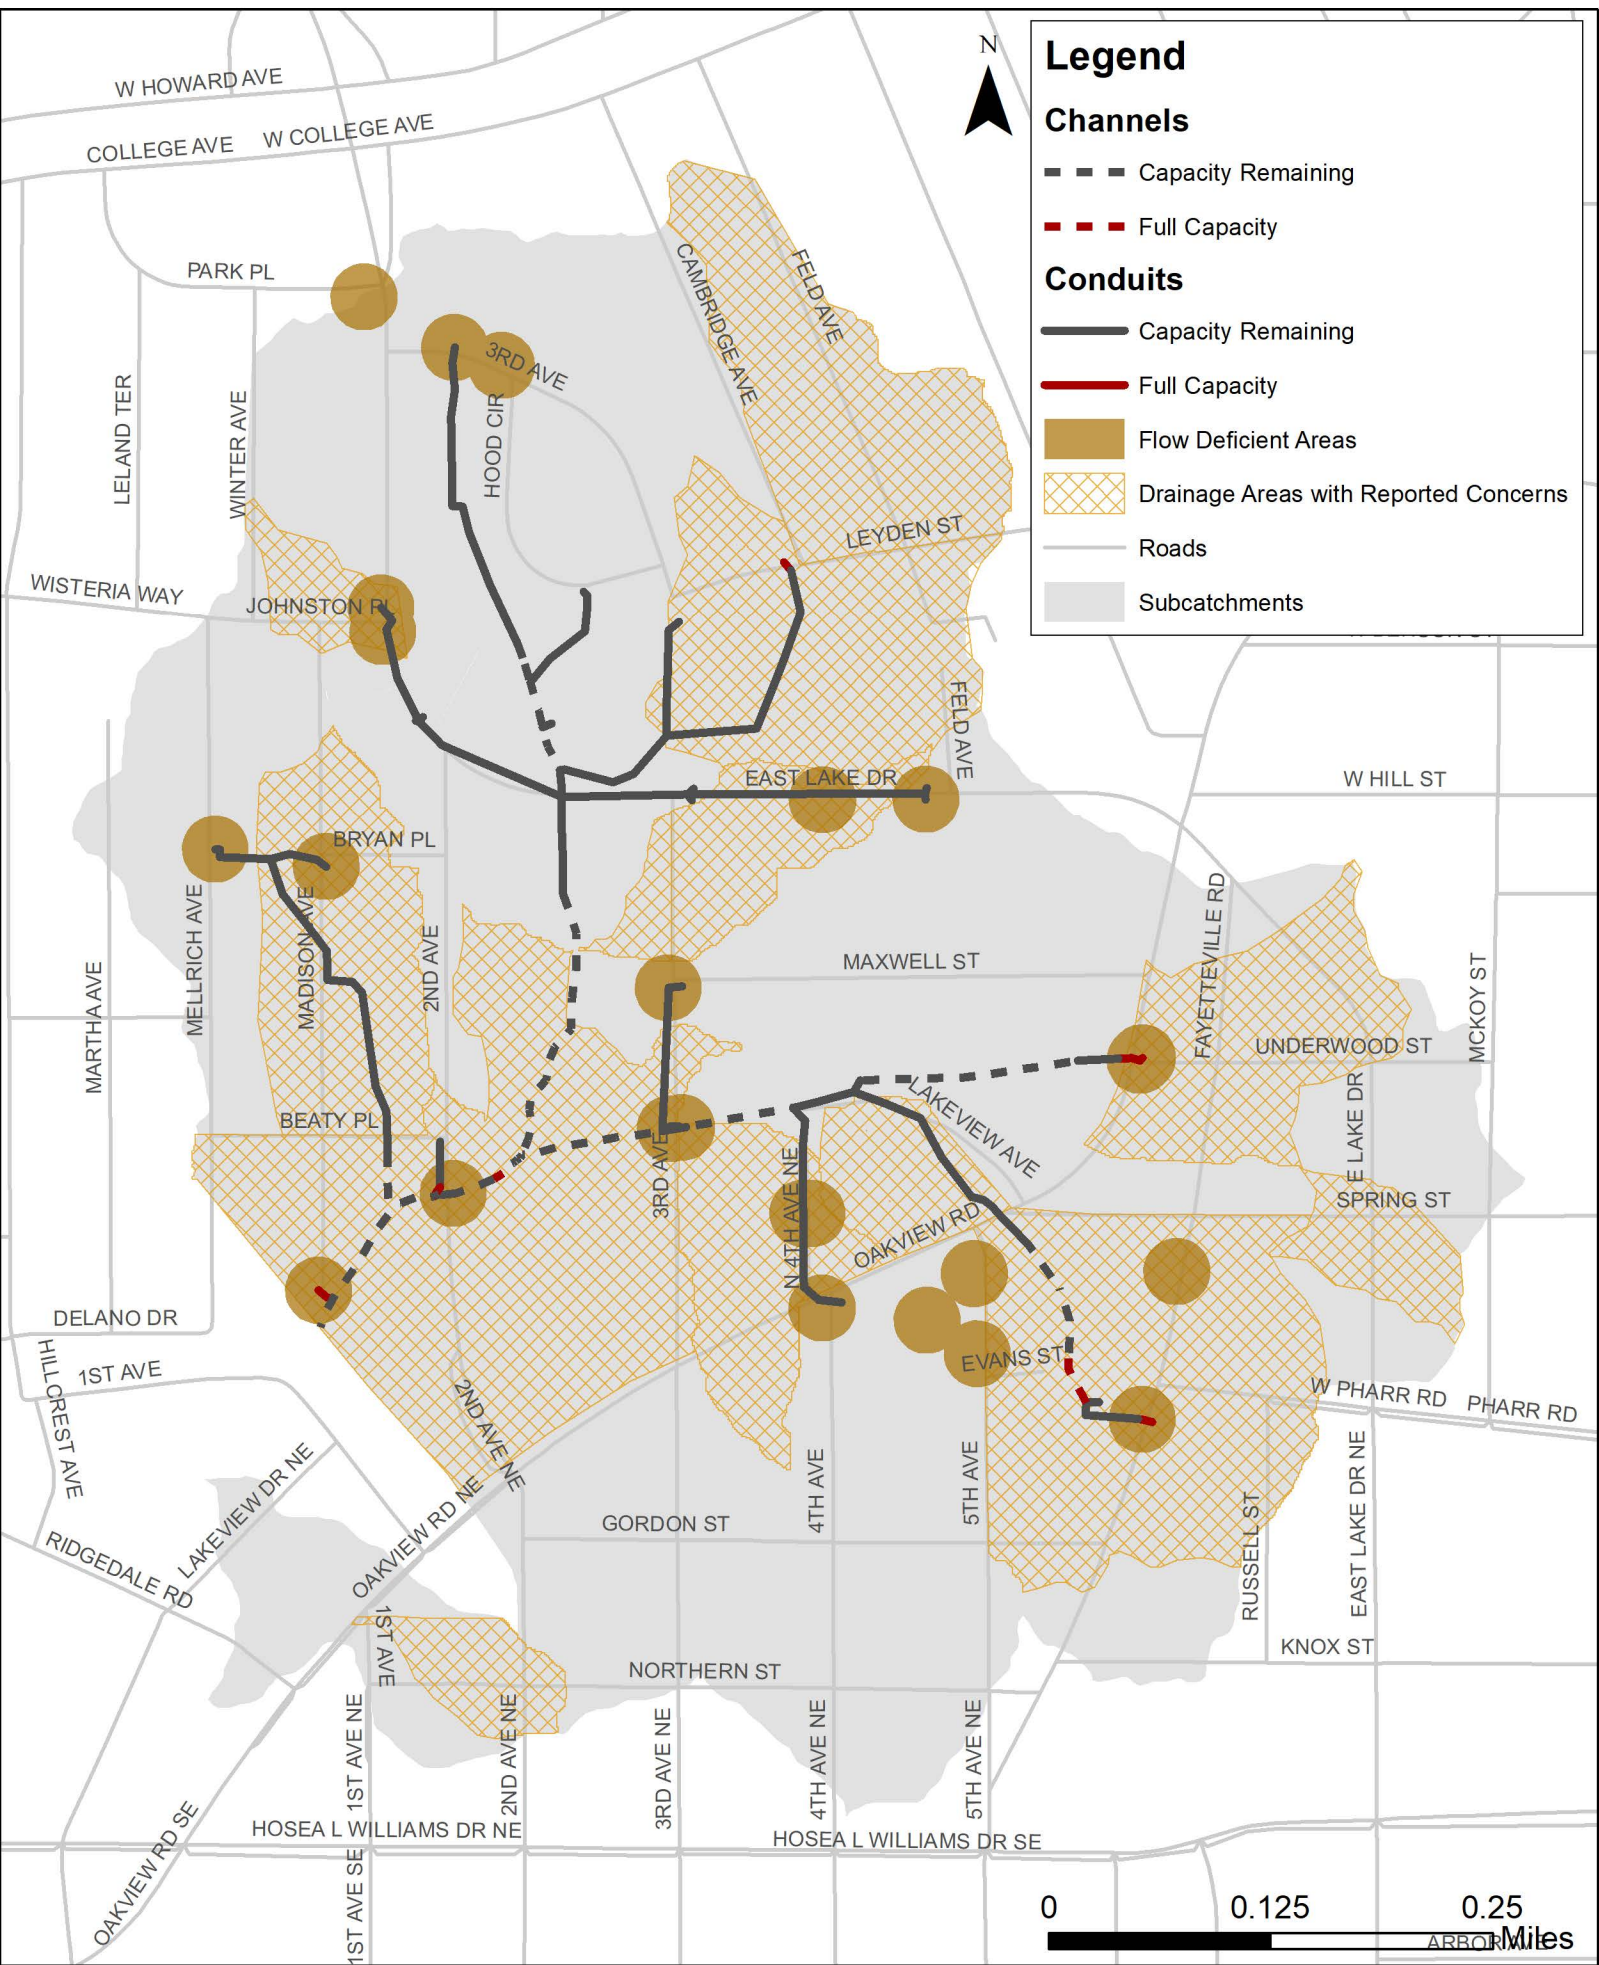 N
Legend
Channels
Capacity Remaining
Full Capacity
Conduits
Capacity Remaining
Full Capacity
Flow Deficient Areas
Drainage Areas with Reported Concerns
Roads
Subcatchments
W HOWARD AVE
COLLEGE AVE
W COLLEGE AVE
PARK PL
CAMBRIDGE AVE
FELD AVE
3RD AVE
HOOD CIR
LELAND TER
WINTER AVE
LEYDEN ST
WISTERIA WAY
JOHNSTON PL
FELD AVE
EAST LAKE DR
W HILL ST
BRYAN PL
MELLRICH AVE
MADISON AVE
2ND AVE
MARTHA AVE
MAXWELL ST
FAYETTEVILLE RD
UNDERWOOD ST
MCKOY ST
E LAKE DR
LAKEVIEW AVE
BEATY PL
3RD AVE
N 4TH AVE NE
OAKVIEW RD
SPRING ST
DELANO DR
1ST AVE
HILLCREST AVE
EVANS ST
W PHARR RD
PHARR RD
2ND AVE NE
LAKEVIEW DR NE
OAKVIEW RD NE
RIDGEDALE RD
4TH AVE
5TH AVE
GORDON ST
RUSSELL ST
EAST LAKE DR NE
KNOX ST
1ST AVE
NORTHERN ST
1ST AVE NE
2ND AVE NE
3RD AVE NE
4TH AVE NE
5TH AVE NE
HOSEA L WILLIAMS DR NE
HOSEA L WILLIAMS DR SE
OAKVIEW RD SE
1ST AVE SE
0 0.125 0.25
Miles
ARBOR AVE